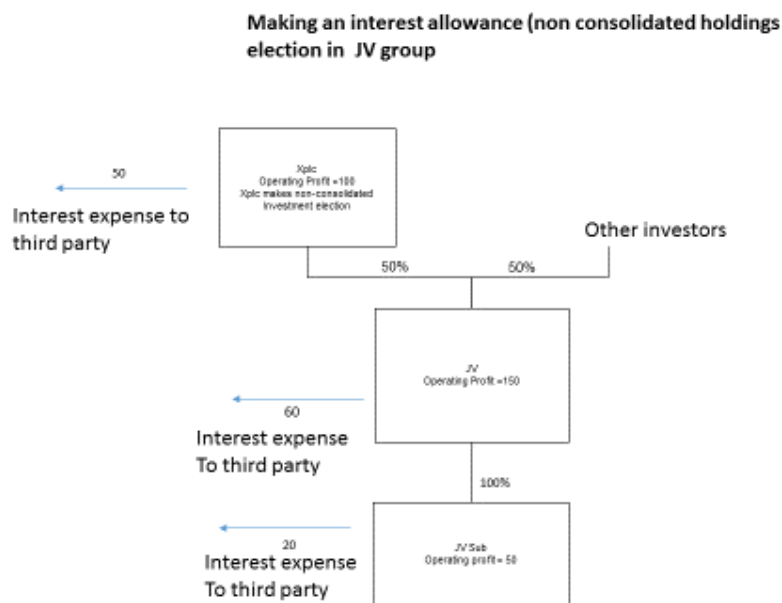 Making an interest allowance (non consolidated holdings
election in JV group
50
Xplc
Operating Profit =100
Xplc makes non-consolidated
Investment election
Interest expense to
third party
Other investors
50%
50%
JV
Operating Profit =150
60
Interest expense
To third party
100%
20
JV Sub
Operating profit= 50
Interest expense
To third party